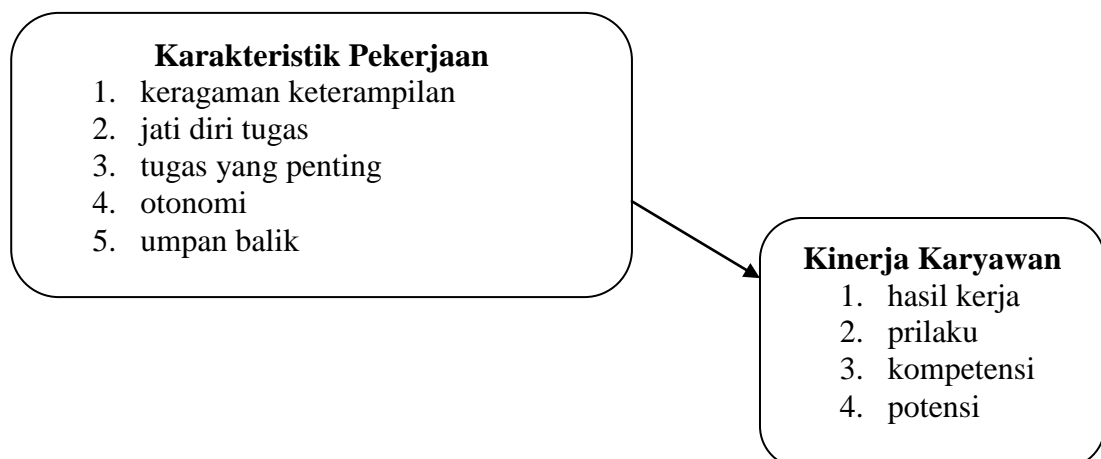 Karakteristik Pekerjaan
1. keragaman keterampilan
2. jati diri tugas
3. tugas yang penting
4. otonomi
5. umpan balik
Kinerja Karyawan
1. hasil kerja
2. prilaku
3. kompetensi
4. potensi